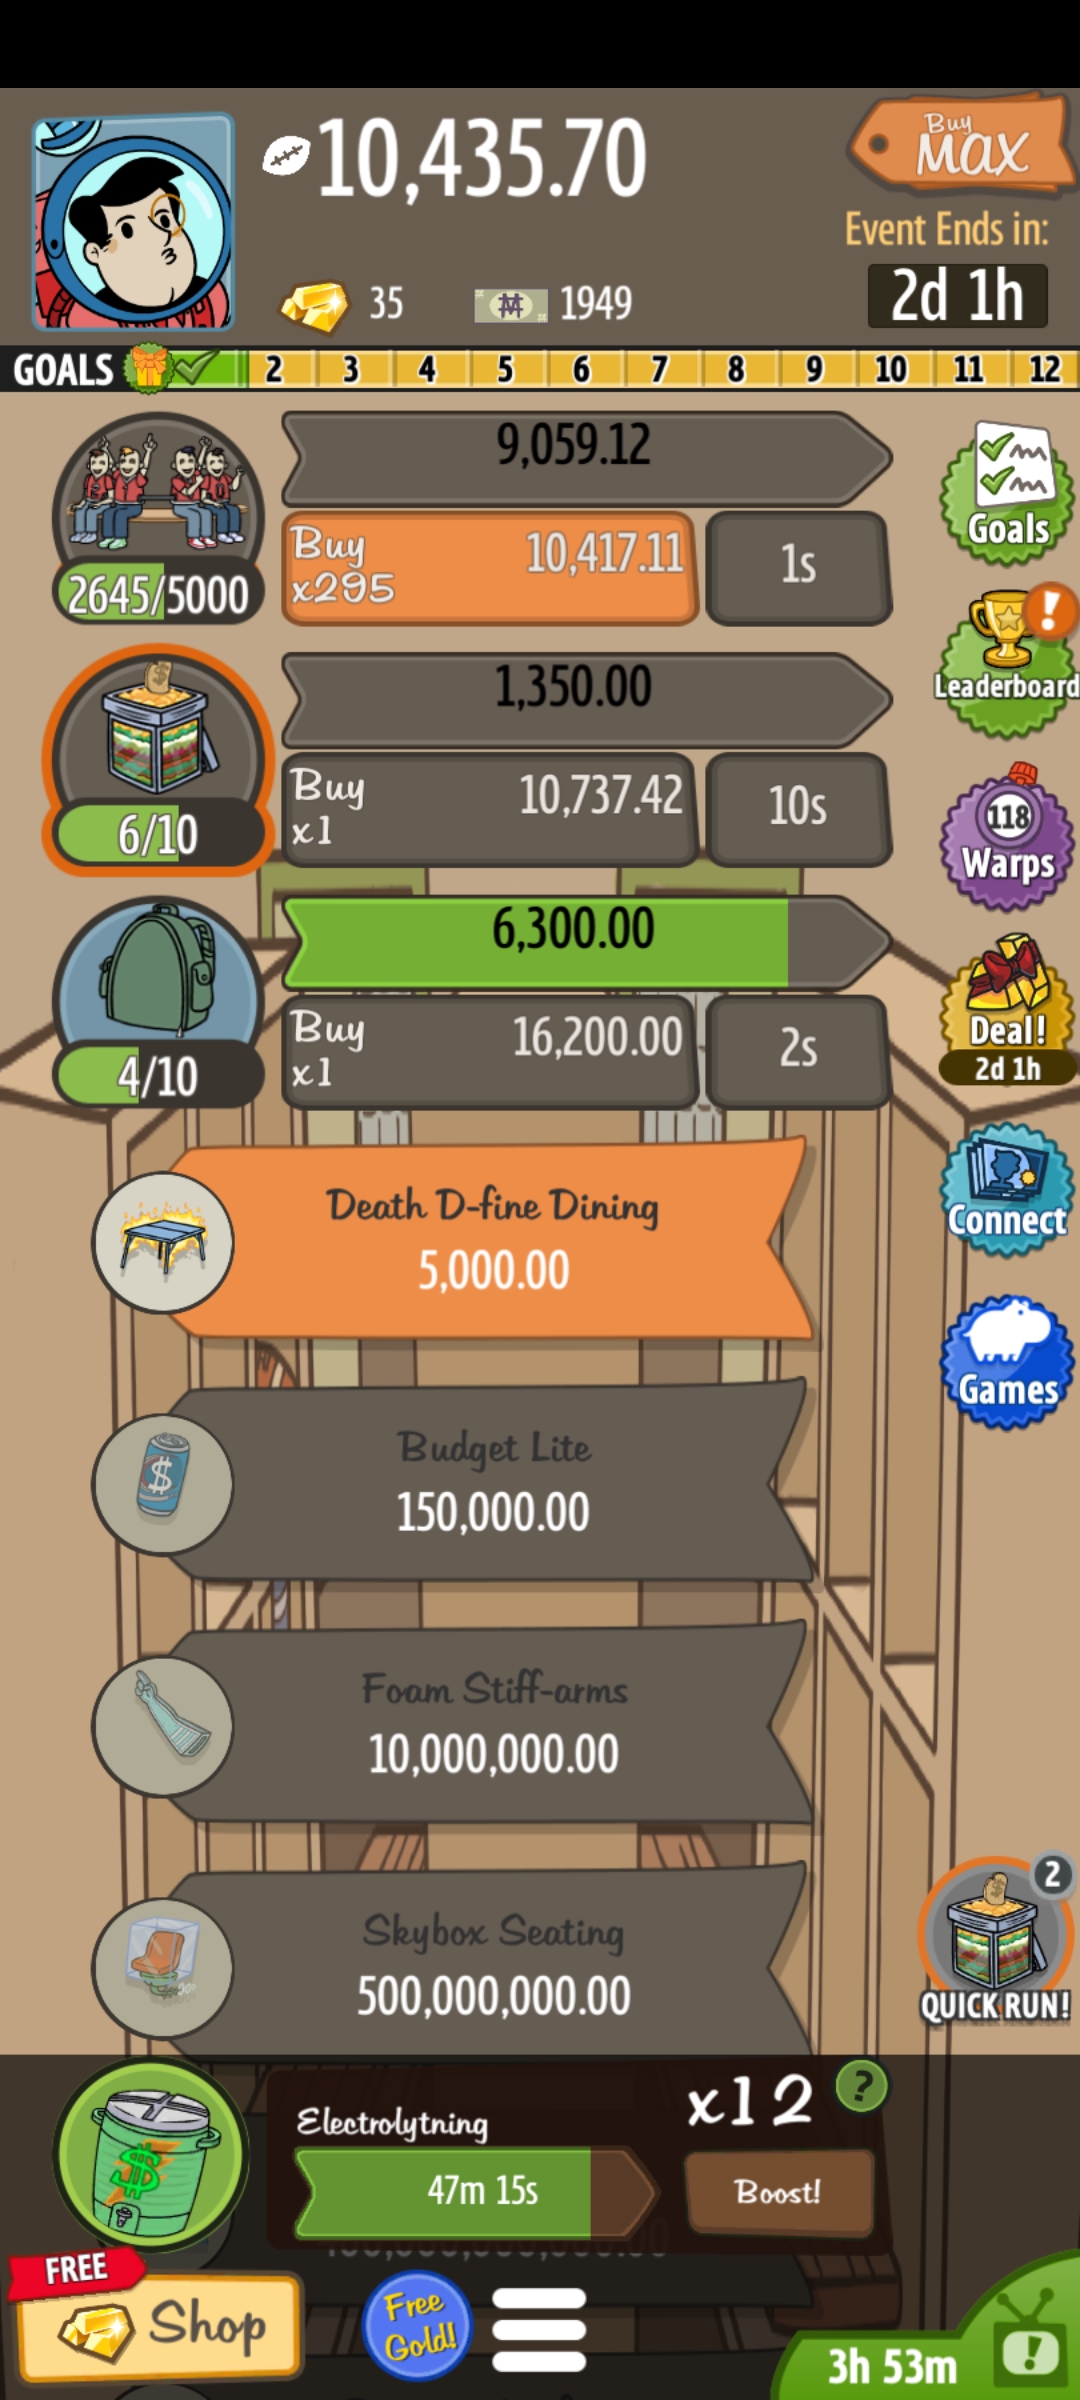 10,435.70
Buy
MAX
Event Ends in:
35
1949
2d 1h
GOALS 2 3 4 5 6 7 8 9 10 11 12
9,059.12
Buy
x295
10,417.11
1s
2645/5000
Goals
1,350.00
Buy
x1
10,737.42
10s
6/10
!
Leaderboard
118
Warps
6,300.00
Buy
x1
16,200.00
2s
4/10
Deal!
2d 1h
Death D-fine Dining
5,000.00
Connect
Budget Lite
150,000.00
Games
Foam Stiff-arms
10,000,000.00
Skybox Seating
500,000,000.00
2
QUICK RUN!
Electrolytning
x12
?
47m 15s
Boost!
FREE
Shop
Free
Gold!
3h 53m
!